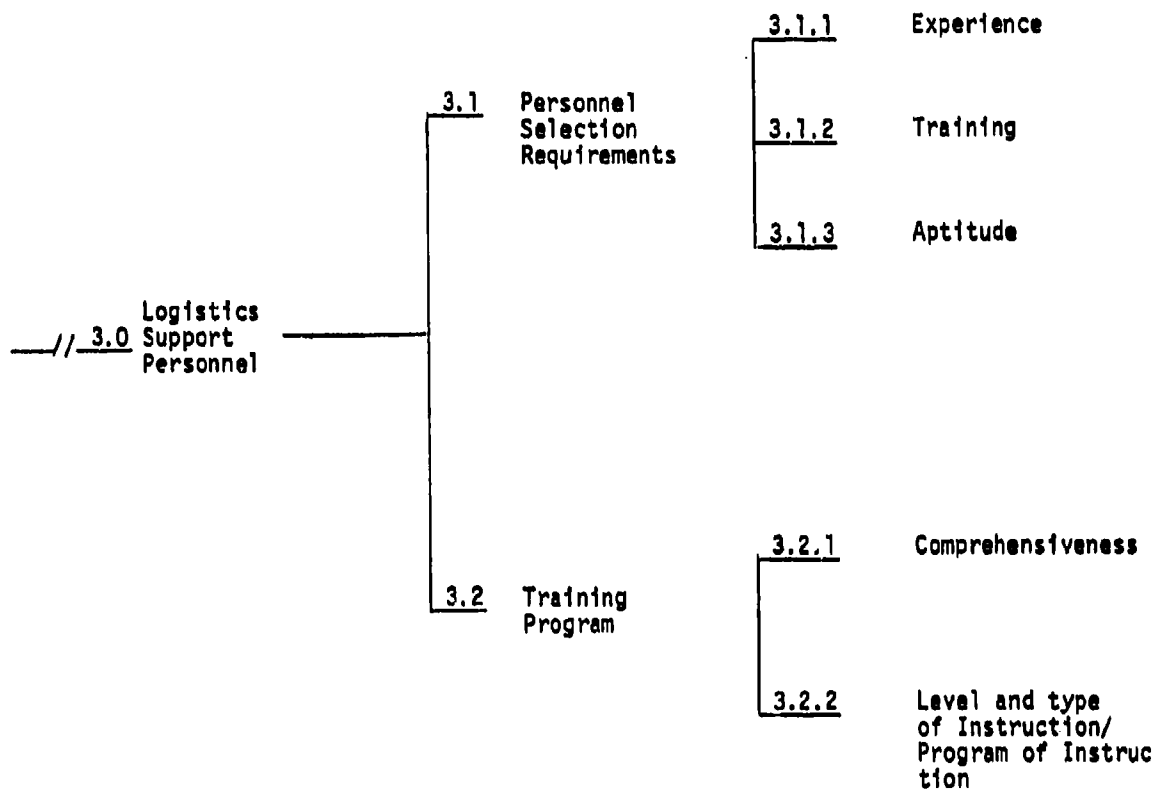 3.1.1 Experience
3.1 Personnel
Selection
Requirements
3.1.2 Training
3.1.3 Aptitude
3.0 Logistics
Support
Personnel
3.2.1 Comprehensiveness
3.2 Training
Program
3.2.2 Level and type
of Instruction/
Program of Instruc
tion